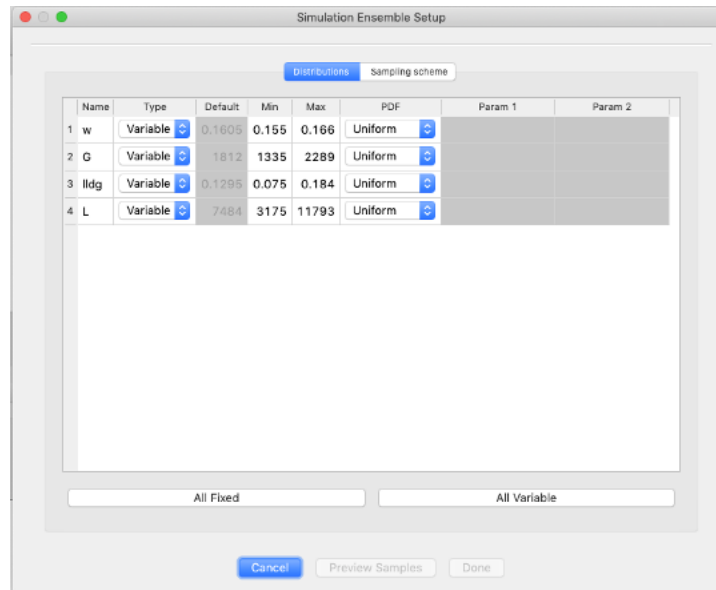 Simulation Ensemble Setup
Distributions Sampling scheme
Name Type Default Min Max PDF Param 1 Param 2
1 w Variable 0.1605 0.155 0.166 Uniform
2 G Variable 1812 1335 2289 Uniform
3 lldg Variable 0.1295 0.075 0.184 Uniform
4 L Variable 7484 3175 11793 Uniform
All Fixed All Variable
Cancel Preview Samples Done